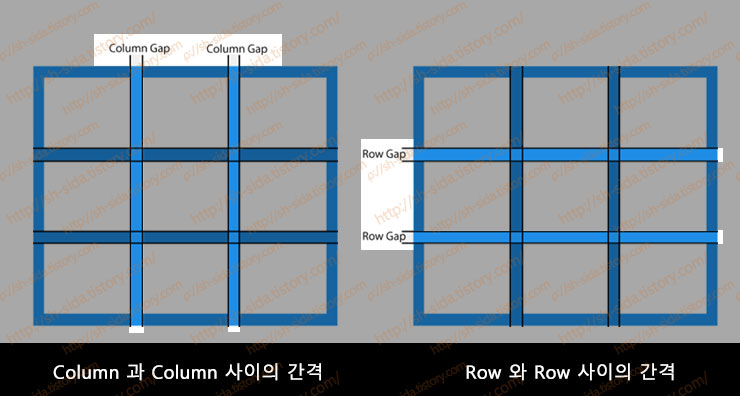 Column Gap Column Gap
Row Gap
Row Gap
Column 과 Column 사이의 간격
Row 와 Row 사이의 간격
http://sh-sida.tistory.com/